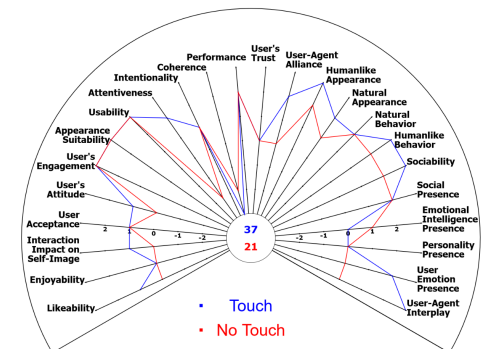 Performance
User's
Trust
User-Agent
Alliance
Coherence
Humanlike
Appearance
Intentionality
Natural
Appearance
Attentiveness
Natural
Behavior
Usability
Humanlike
Behavior
Appearance
Suitability
Sociability
User's
Engagement
Social
Presence
User's
Attitude
Emotional
Intelligence
Presence
User
Acceptance
2 1 0 -1 -2
37
21
-2 -1 0 1 2
Interaction
Impact on
Self-Image
Personality
Presence
Enjoyability
User
Emotion
Presence
Likeability
User-Agent
Interplay
Touch
No Touch